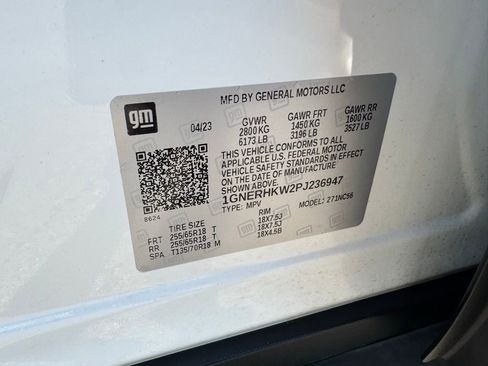 MFD BY GENERAL MOTORS LLC
gm
04/23 GVWR GAWR FRT GAWR RR
2800 KG 1450 KG 1600 KG
6173 LB 3196 LB 3527 LB
THIS VEHICLE CONFORMS TO ALL
APPLICABLE U.S. FEDERAL MOTOR
VEHICLE SAFETY STANDARDS IN EFFECT
ON THE DATE OF MANUFACTURE SHOWN ABOVE.
1GNERHKW2PJ236947
TYPE: MPV MODEL: 271NC56
8624
TIRE SIZE RIM
FRT 255/65R18 T 18X7.5J
RR 255/65R18 T 18X7.5J
SPA T135/70R18 M 18X4.5B